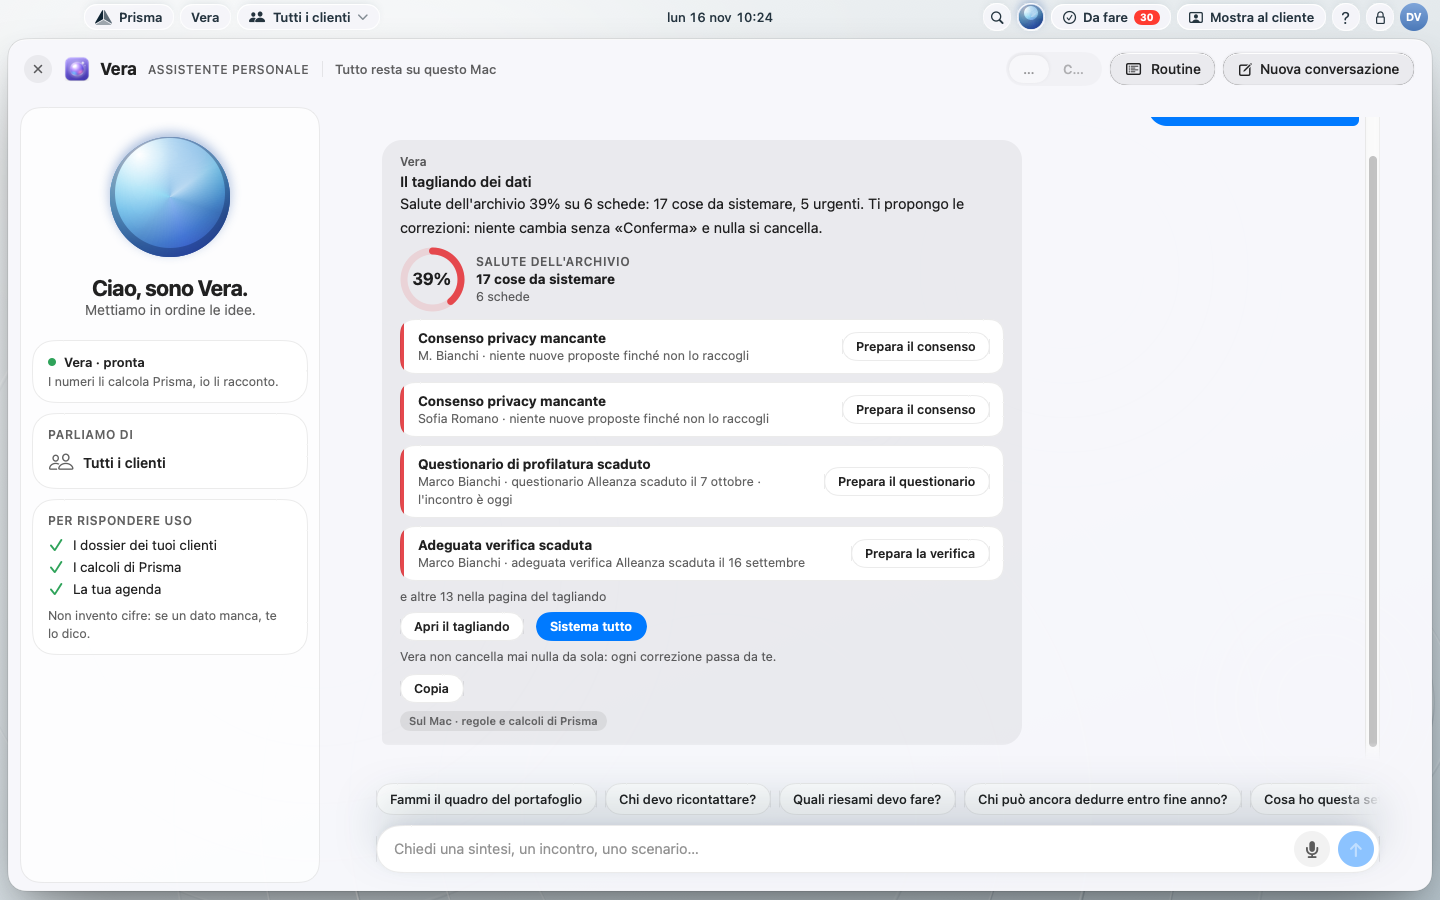 Prisma
Vera
Tutti i clienti
lun 16 nov 10:24
Da fare 30
Mostra al cliente
?
DV
Vera ASSISTENTE PERSONALE
Tutto resta su questo Mac
...
C...
Routine
Nuova conversazione
Ciao, sono Vera.
Mettiamo in ordine le idee.
Vera · pronta
I numeri li calcola Prisma, io li racconto.
PARLIAMO DI
Tutti i clienti
PER RISPONDERE USO
I dossier dei tuoi clienti
I calcoli di Prisma
La tua agenda
Non invento cifre: se un dato manca, te
lo dico.
Vera
Il tagliando dei dati
Salute dell'archivio 39% su 6 schede: 17 cose da sistemare, 5 urgenti. Ti propongo le
correzioni: niente cambia senza «Conferma» e nulla si cancella.
39%
SALUTE DELL'ARCHIVIO
17 cose da sistemare
6 schede
Consenso privacy mancante
M. Bianchi · niente nuove proposte finché non lo raccogli
Prepara il consenso
Consenso privacy mancante
Sofia Romano · niente nuove proposte finché non lo raccogli
Prepara il consenso
Questionario di profilatura scaduto
Marco Bianchi · questionario Alleanza scaduto il 7 ottobre ·
l'incontro è oggi
Prepara il questionario
Adeguata verifica scaduta
Marco Bianchi · adeguata verifica Alleanza scaduta il 16 settembre
Prepara la verifica
e altre 13 nella pagina del tagliando
Apri il tagliando
Sistema tutto
Vera non cancella mai nulla da sola: ogni correzione passa da te.
Copia
Sul Mac · regole e calcoli di Prisma
Fammi il quadro del portafoglio
Chi devo ricontattare?
Quali riesami devo fare?
Chi può ancora dedurre entro fine anno?
Cosa ho questa se
Chiedi una sintesi, un incontro, uno scenario...